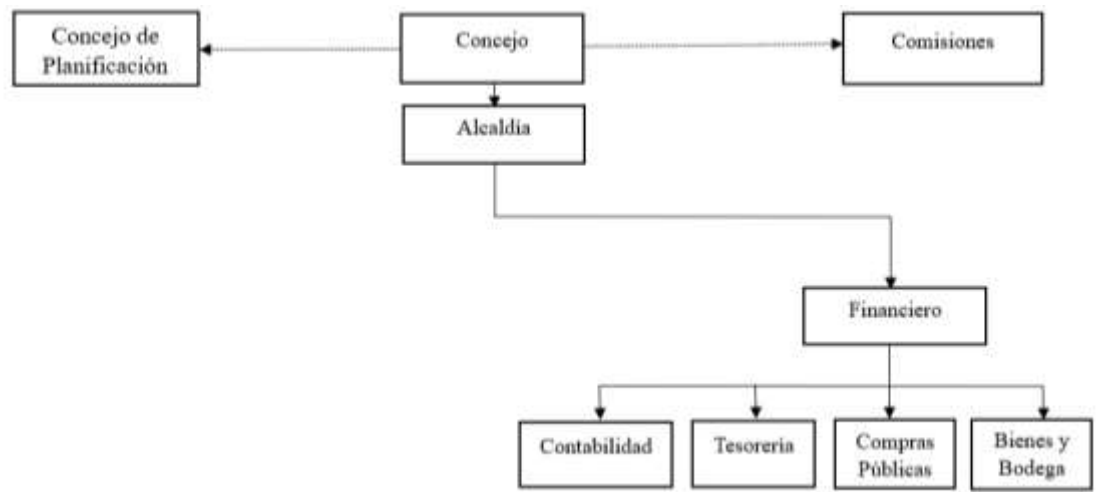 Concejo de
Planificación
Concejo
Comisiones
Alcaldía
Financiero
Contabilidad
Tesorería
Compras
Públicas
Bienes y
Bodega